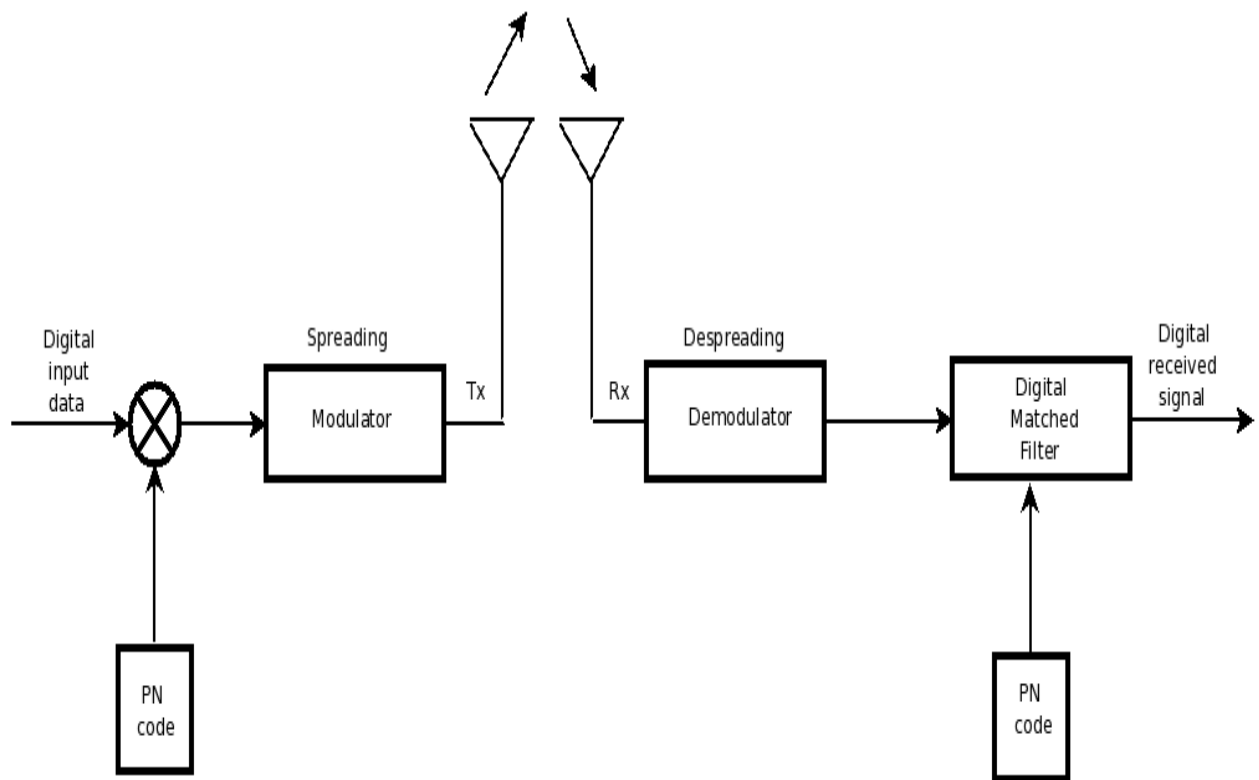 Digital
input
data
PN
code
Spreading
Modulator
Tx
Rx
Despreading
Demodulator
Digital
Matched
Filter
PN
code
Digital
received
signal